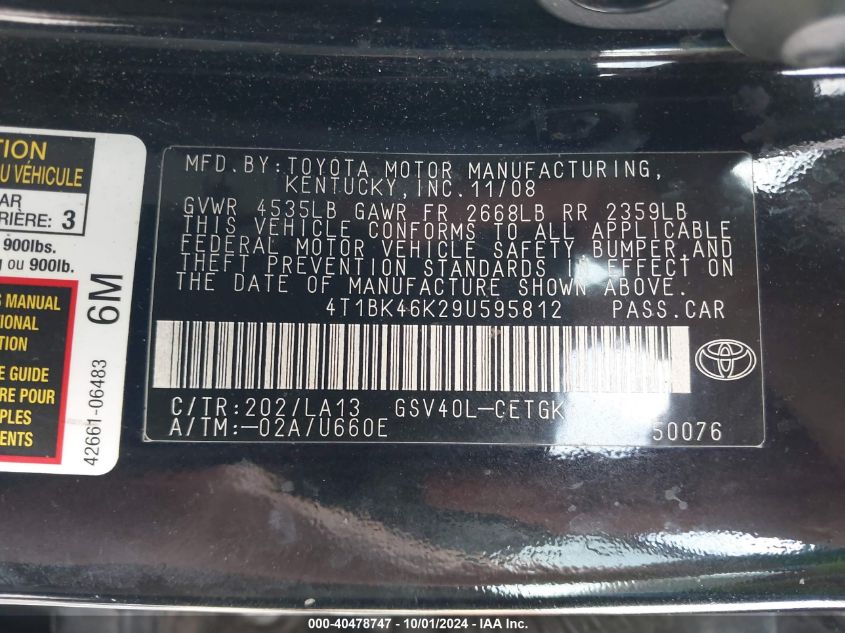 TION
U VÉHICULE
AR
RIÈRE: 3
900lbs.
g ou 900lb.
S MANUAL
TIONAL
TION
E GUIDE
RE POUR
PLES
MENTS
6M
42661-06483
MFD.BY:TOYOTA MOTOR MANUFACTURING,
KENTUCKY,INC.11/08
GVWR 4535LB GAWR FR 2668LB RR 2359LB
THIS VEHICLE CONFORMS TO ALL APPLICABLE
FEDERAL MOTOR VEHICLE SAFETY,BUMPER,AND
THEFT PREVENTION STANDARDS IN EFFECT ON
THE DATE OF MANUFACTURE SHOWN ABOVE.
4T1BK46K29U595812 PASS.CAR
C/TR:202/LA13 GSV40L-CETGK
A/TM:-02A/U660E 50076
000-40478747 - 10/01/2024 - IAA Inc.